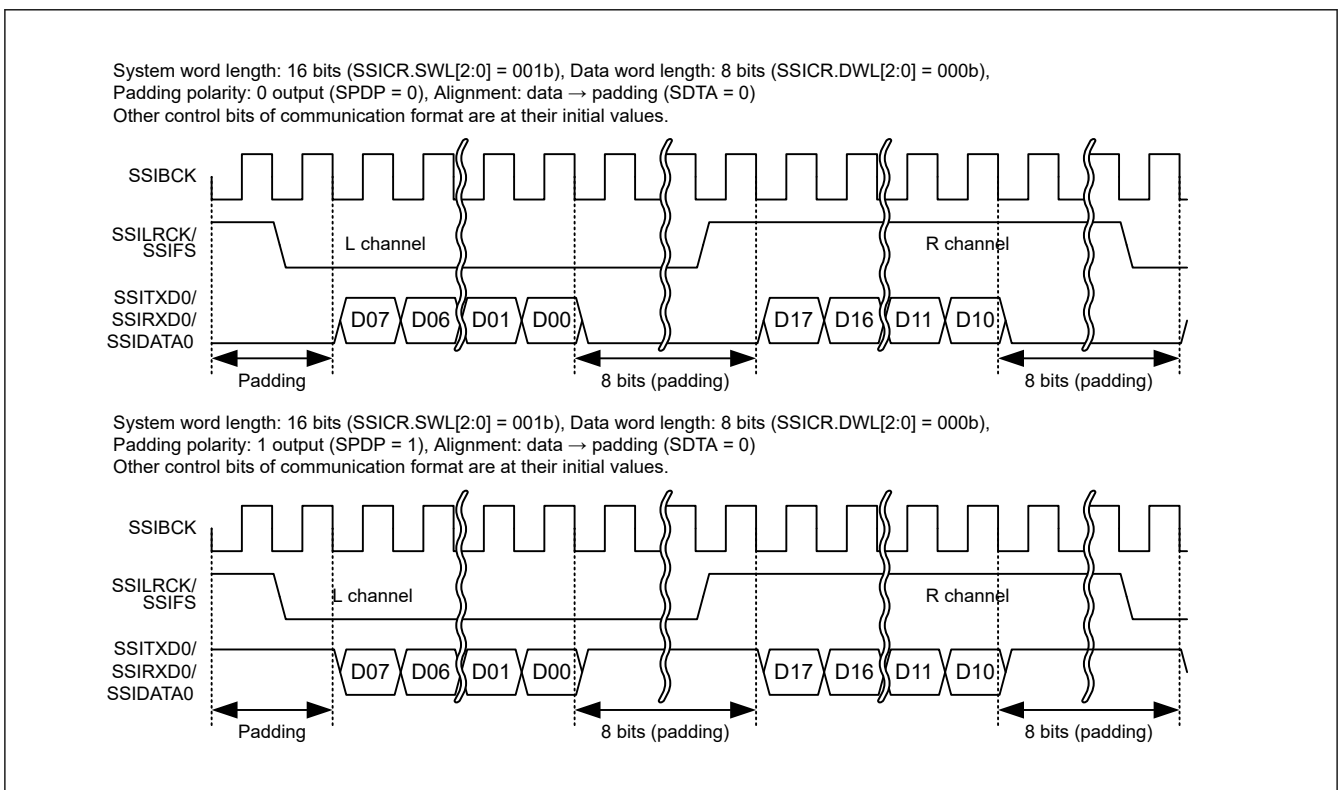 System word length: 16 bits (SSICR.SWL[2:0] = 001b), Data word length: 8 bits (SSICR.DWL[2:0] = 000b),
Padding polarity: 0 output (SPDP = 0), Alignment: data → padding (SDTA = 0)
Other control bits of communication format are at their initial values.
SSIBCK
SSILRCK/
SSIFS
L channel
R channel
SSITXD0/
SSIRXD0/
SSIDATA0
D07 D06 D01 D00 D17 D16 D11 D10
Padding
8 bits (padding)
8 bits (padding)
System word length: 16 bits (SSICR.SWL[2:0] = 001b), Data word length: 8 bits (SSICR.DWL[2:0] = 000b),
Padding polarity: 1 output (SPDP = 1), Alignment: data → padding (SDTA = 0)
Other control bits of communication format are at their initial values.
SSIBCK
SSILRCK/
SSIFS
L channel
R channel
SSITXD0/
SSIRXD0/
SSIDATA0
D07 D06 D01 D00 D17 D16 D11 D10
Padding
8 bits (padding)
8 bits (padding)